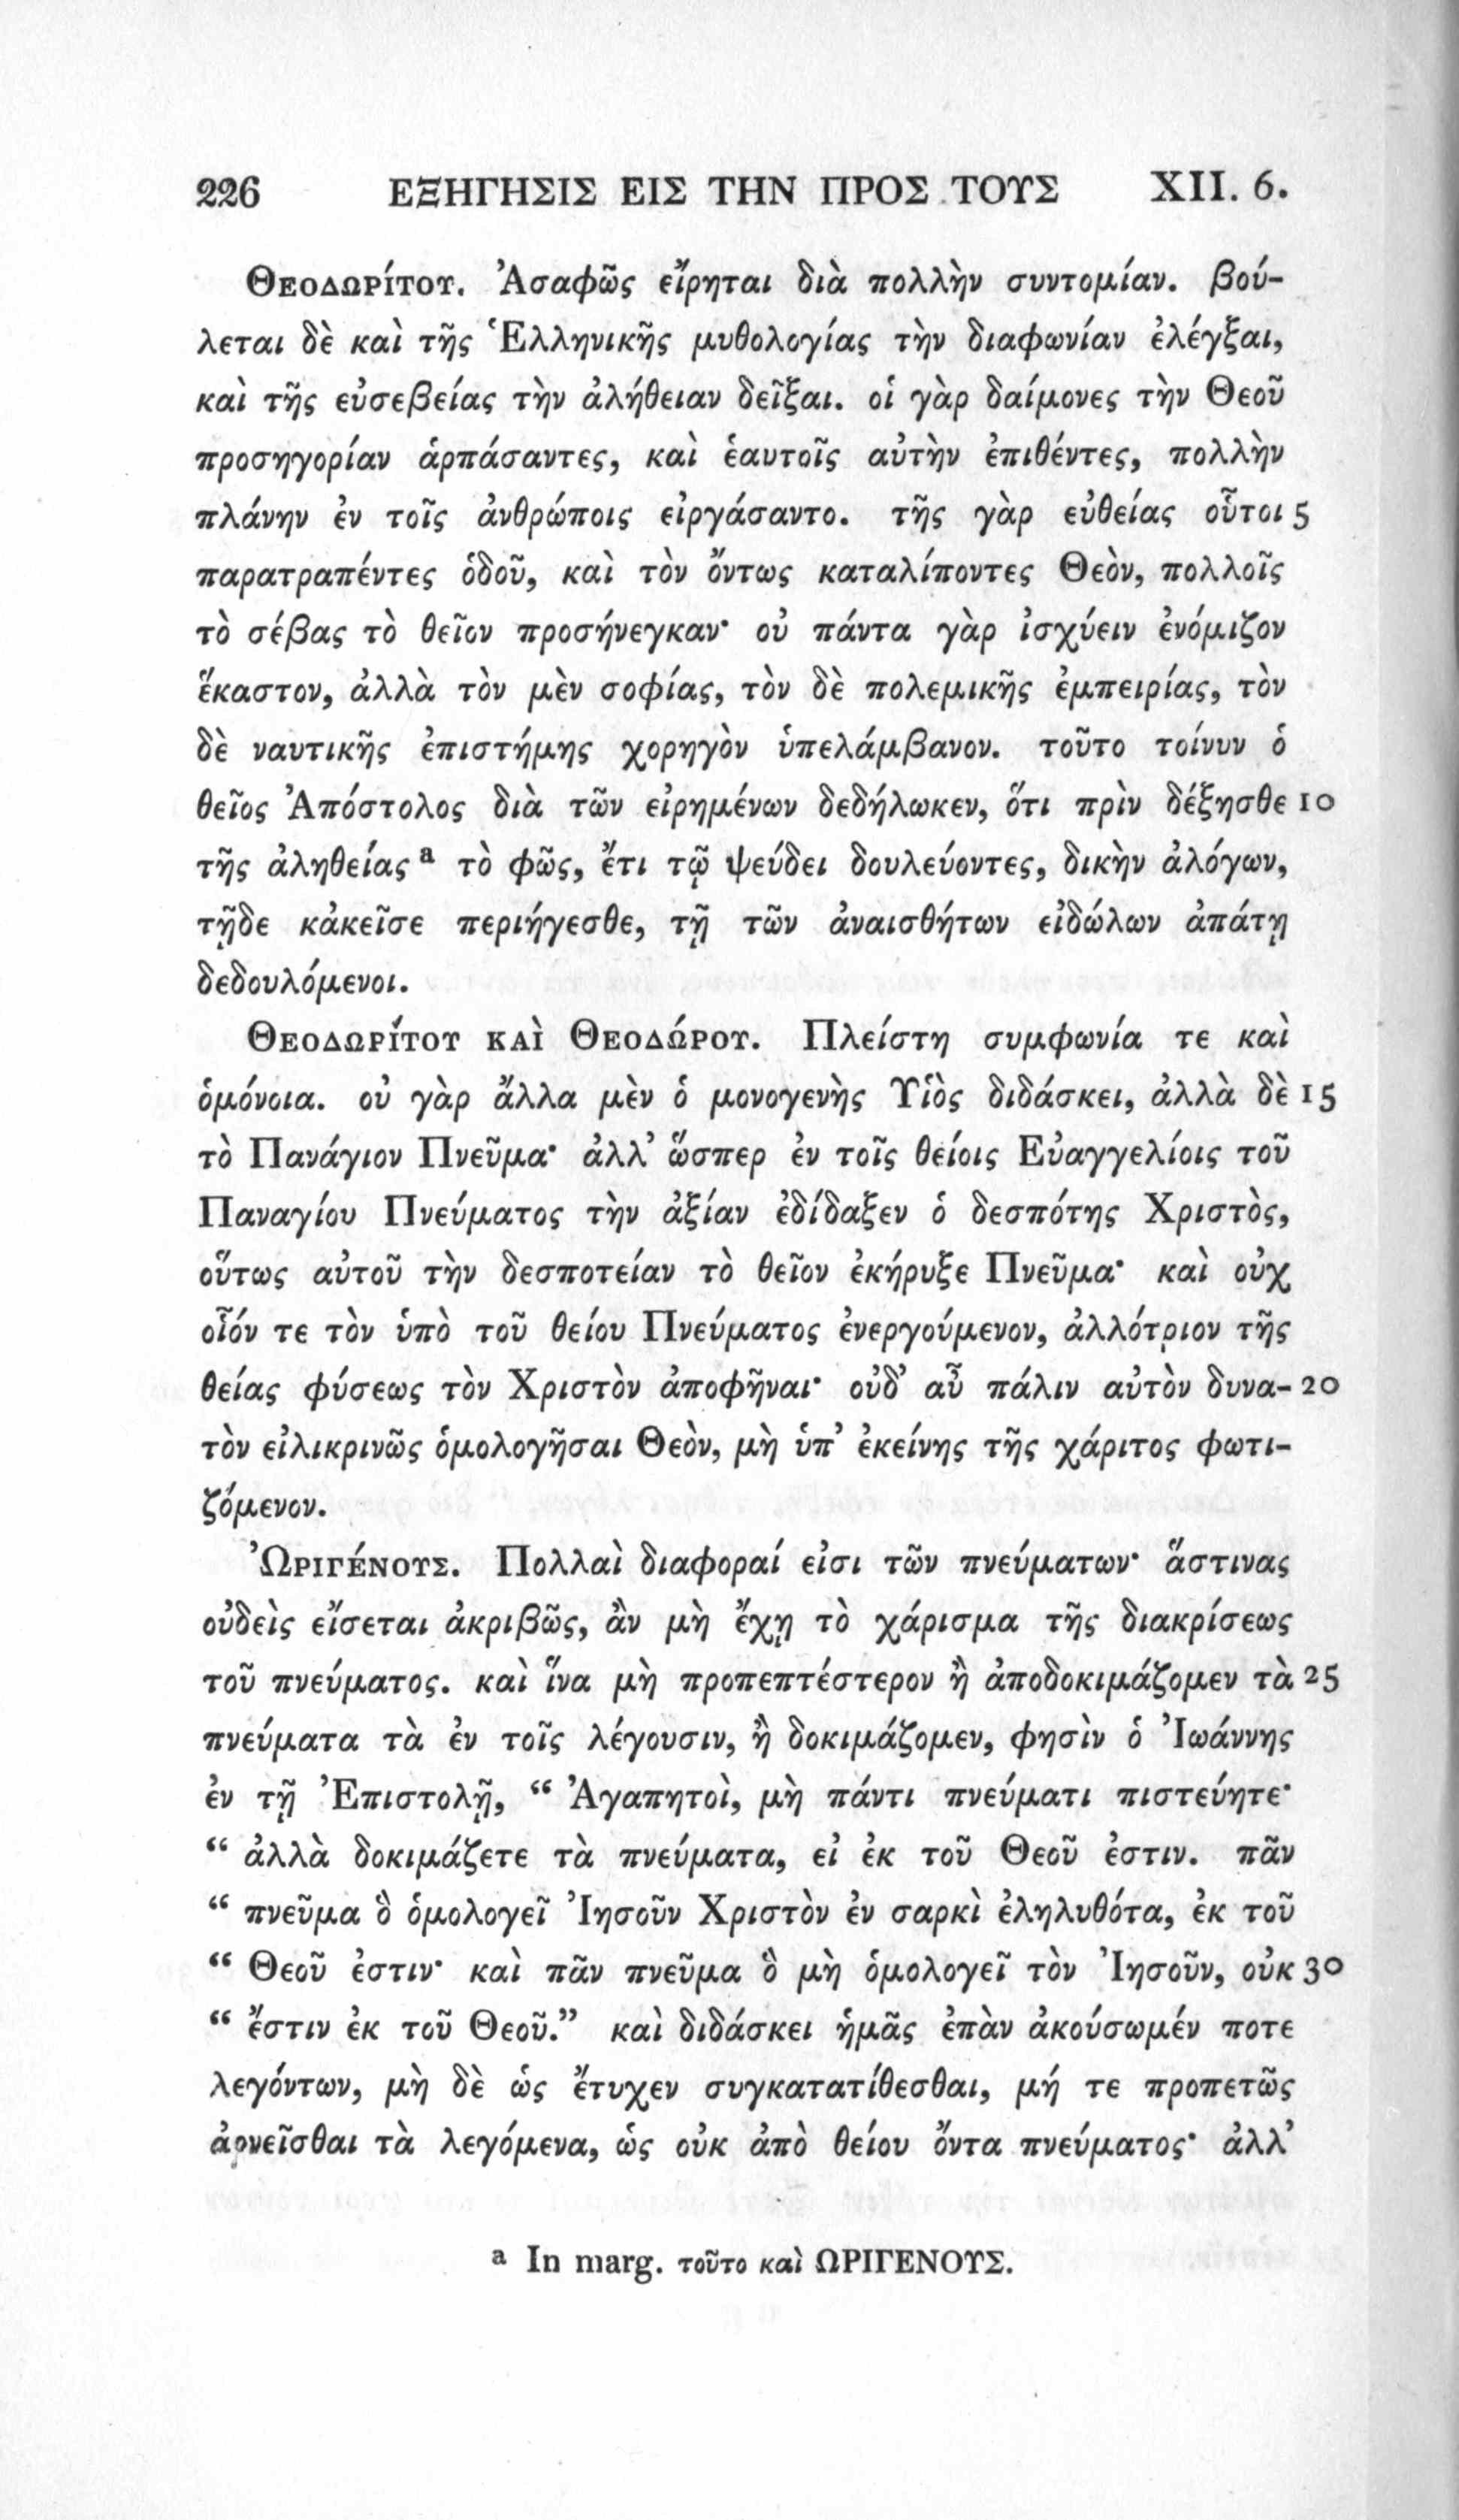 226 ΕΞΗΓΗΣΙΣ ΕΙΣ ΤΗΝ ΠΡΟΣ ΤΟΥΣ XII. 6.
Θεοδωρίτου. Ἀσαφῶς εἴρηται διὰ πολλὴν συντομίαν. βού-
λεται δὲ καὶ τῆς Ἑλληνικῆς μυθολογίας τὴν διαφωνίαν ἐλέγξαι,
καὶ τῆς εὐσεβείας τὴν ἀλήθειαν δεῖξαι. οἱ γὰρ δαίμονες τὴν Θεοῦ
προσηγορίαν ἁρπάσαντες, καὶ ἑαυτοῖς αὐτὴν ἐπιθέντες, πολλὴν
πλάνην ἐν τοῖς ἀνθρώποις εἰργάσαντο. τῆς γὰρ εὐθείας οὗτοι 5
παρατραπέντες ὁδοῦ, καὶ τὸν ὄντως καταλίποντες Θεὸν, πολλοῖς
τὸ σέβας τὸ θεῖον προσήνεγκαν· οὐ πάντα γὰρ ἰσχύειν ἐνόμιζον
ἕκαστον, ἀλλὰ τὸν μὲν σοφίας, τὸν δὲ πολεμικῆς ἐμπειρίας, τὸν
δὲ ναυτικῆς ἐπιστήμης χορηγὸν ὑπελάμβανον. τοῦτο τοίνυν ὁ
θεῖος Ἀπόστολος διὰ τῶν εἰρημένων δεδήλωκεν, ὅτι πρὶν δέξησθε 10
τῆς ἀληθείας a τὸ φῶς, ἔτι τῷ ψεύδει δουλεύοντες, δικὴν ἀλόγων,
τῇδε κἀκεῖσε περιήγεσθε, τῇ τῶν ἀναισθήτων εἰδώλων ἀπάτῃ
δεδουλόμενοι.
Θεοδωρίτου καὶ Θεοδώρου. Πλείστη συμφωνία τε καὶ
ὁμόνοια. οὐ γὰρ ἄλλα μὲν ὁ μονογενὴς Υἱὸς διδάσκει, ἀλλὰ δὲ 15
τὸ Πανάγιον Πνεῦμα· ἀλλ’ ὥσπερ ἐν τοῖς θείοις Εὐαγγελίοις τοῦ
Παναγίου Πνεύματος τὴν ἀξίαν ἐδίδαξεν ὁ δεσπότης Χριστὸς,
οὕτως αὐτοῦ τὴν δεσποτείαν τὸ θεῖον ἐκήρυξε Πνεῦμα· καὶ οὐχ
οἷόν τε τὸν ὑπὸ τοῦ θείου Πνεύματος ἐνεργούμενον, ἀλλότριον τῆς
θείας φύσεως τὸν Χριστὸν ἀποφῆναι· οὐδ’ αὖ πάλιν αὐτὸν δυνα- 20
τὸν εἰλικρινῶς ὁμολογῆσαι Θεὸν, μὴ ὑπ’ ἐκείνης τῆς χάριτος φωτι-
ζόμενον.
Ὠριγένους. Πολλαὶ διαφοραί εἰσι τῶν πνεύματων· ἅστινας
οὐδεὶς εἴσεται ἀκριβῶς, ἂν μὴ ἔχῃ τὸ χάρισμα τῆς διακρίσεως
τοῦ πνεύματος. καὶ ἵνα μὴ προπεπτέστερον ἢ ἀποδοκιμάζομεν τὰ 25
πνεύματα τὰ ἐν τοῖς λέγουσιν, ἢ δοκιμάζομεν, φησὶν ὁ Ἰωάννης
ἐν τῇ Ἐπιστολῇ, “ Ἀγαπητοὶ, μὴ πάντι πνεύματι πιστεύητε·
“ ἀλλὰ δοκιμάζετε τὰ πνεύματα, εἰ ἐκ τοῦ Θεοῦ ἐστιν. πᾶν
“ πνεῦμα ὃ ὁμολογεῖ Ἰησοῦν Χριστὸν ἐν σαρκὶ ἐληλυθότα, ἐκ τοῦ
“ Θεοῦ ἐστιν· καὶ πᾶν πνεῦμα ὃ μὴ ὁμολογεῖ τὸν Ἰησοῦν, οὐκ 30
“ ἔστιν ἐκ τοῦ Θεοῦ.” καὶ διδάσκει ἡμᾶς ἐπὰν ἀκούσωμέν ποτε
λεγόντων, μὴ δὲ ὡς ἔτυχεν συγκατατίθεσθαι, μή τε προπετῶς
ἀρνεῖσθαι τὰ λεγόμενα, ὡς οὐκ ἀπὸ θείου ὄντα πνεύματος· ἀλλ’
a In marg. τοῦτο καὶ ΩΡΙΓΕΝΟΥΣ.